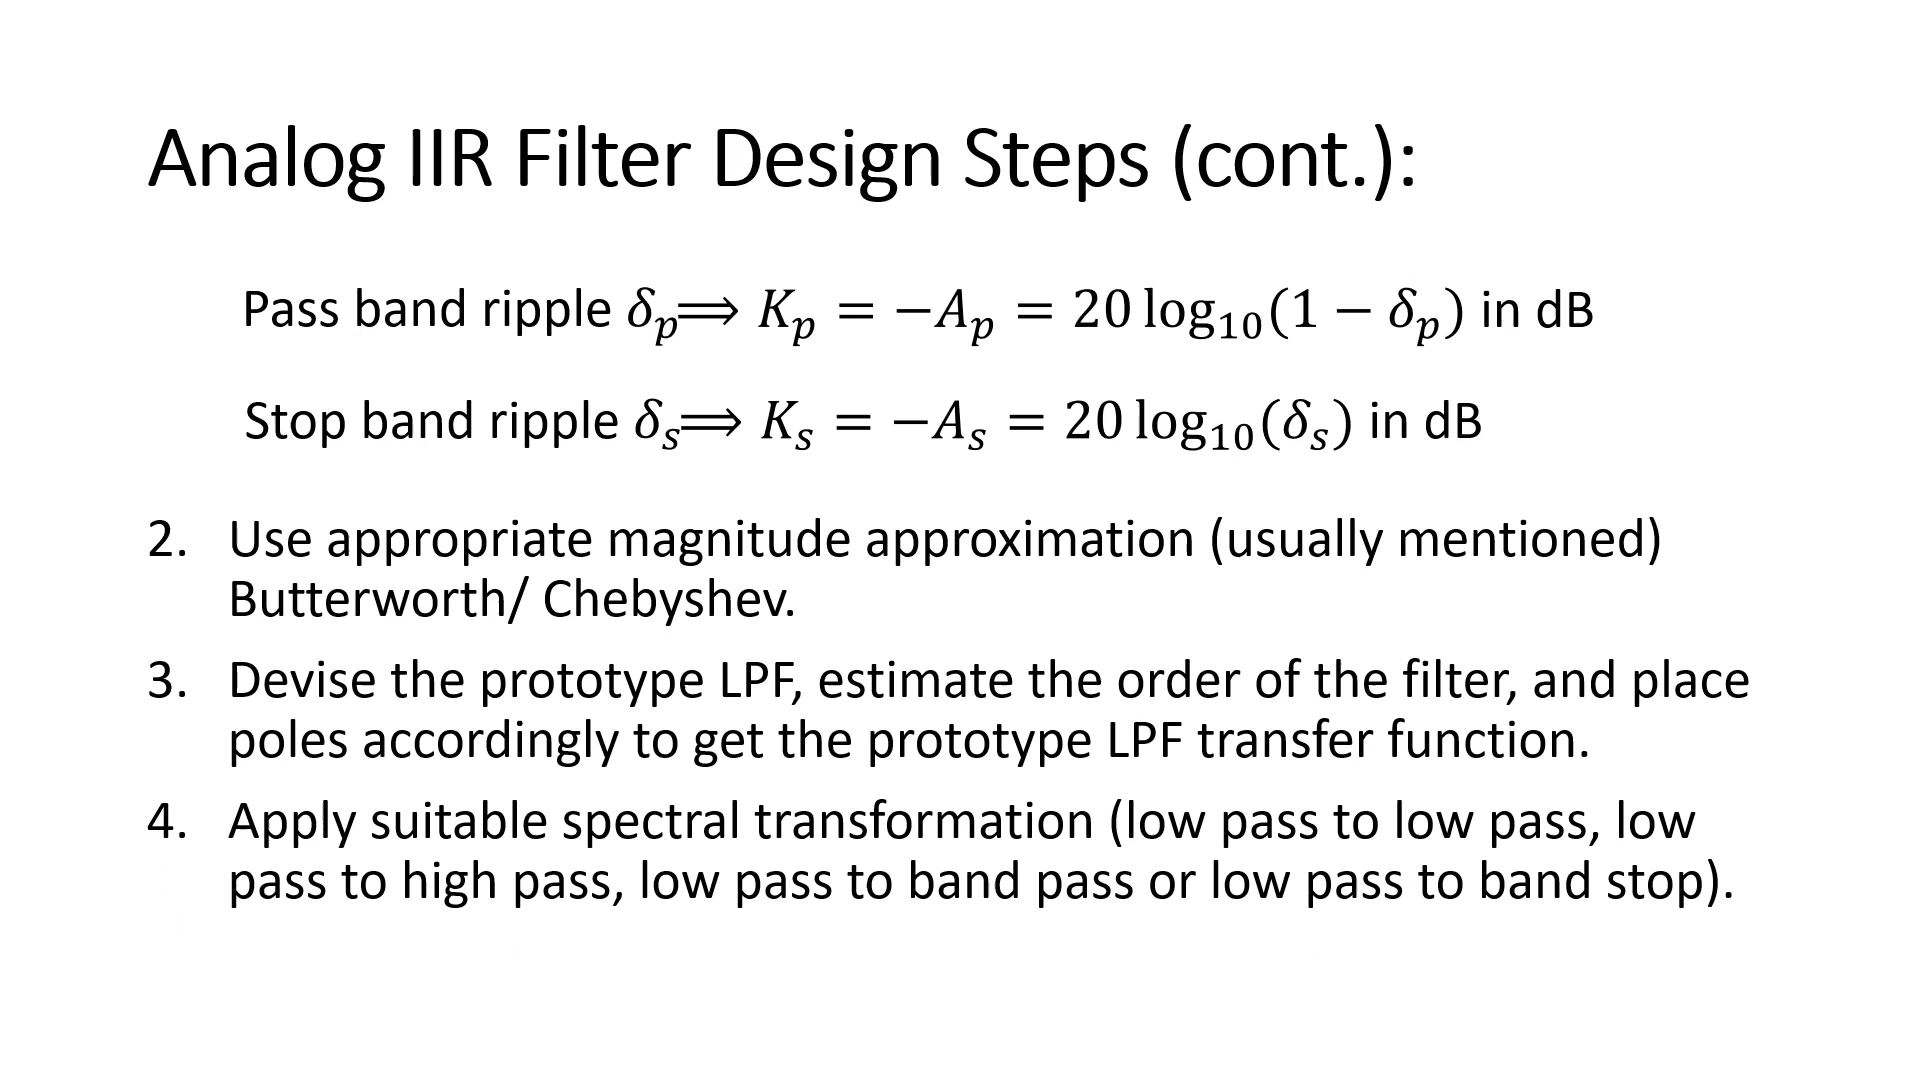 Analog IIR Filter Design Steps (cont.):
Pass band ripple δₚ⟹ Kₚ = −Aₚ = 20 log₁₀(1 − δₚ) in dB
Stop band ripple δₛ⟹ Kₛ = −Aₛ = 20 log₁₀(δₛ) in dB
2. Use appropriate magnitude approximation (usually mentioned)
Butterworth/ Chebyshev.
3. Devise the prototype LPF, estimate the order of the filter, and place
poles accordingly to get the prototype LPF transfer function.
4. Apply suitable spectral transformation (low pass to low pass, low
pass to high pass, low pass to band pass or low pass to band stop).